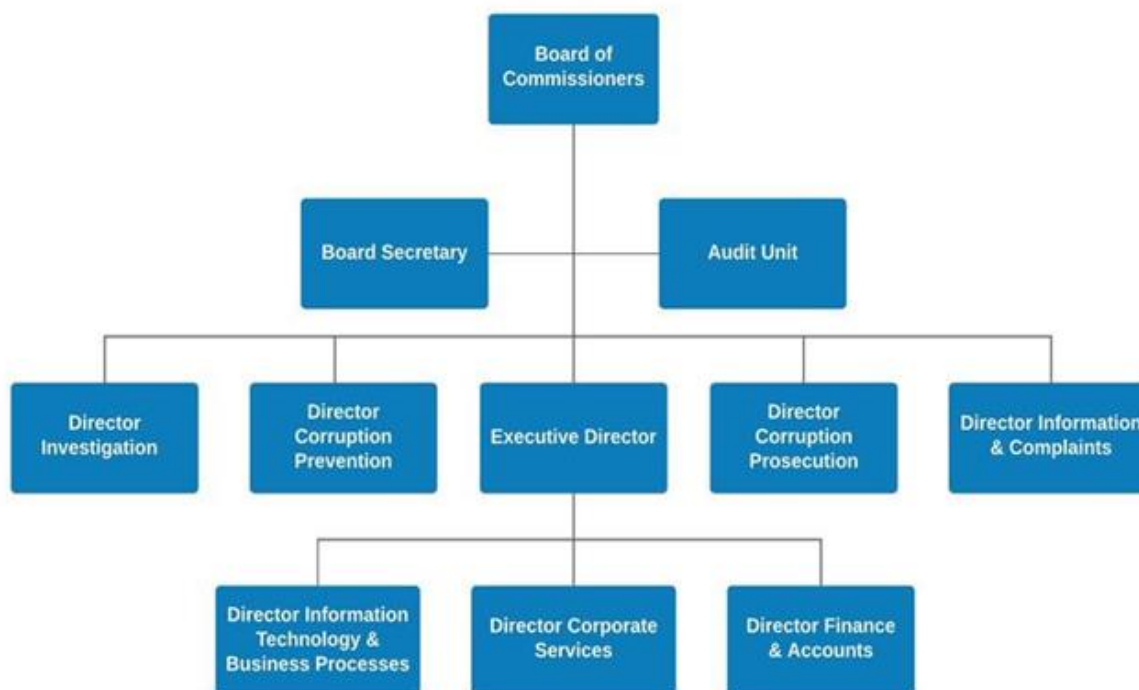 Board of
Commissioners
Board Secretary
Audit Unit
Director
Investigation
Director
Corruption
Prevention
Executive Director
Director
Corruption
Prosecution
Director Information
& Complaints
Director Information
Technology &
Business Processes
Director Corporate
Services
Director Finance
& Accounts